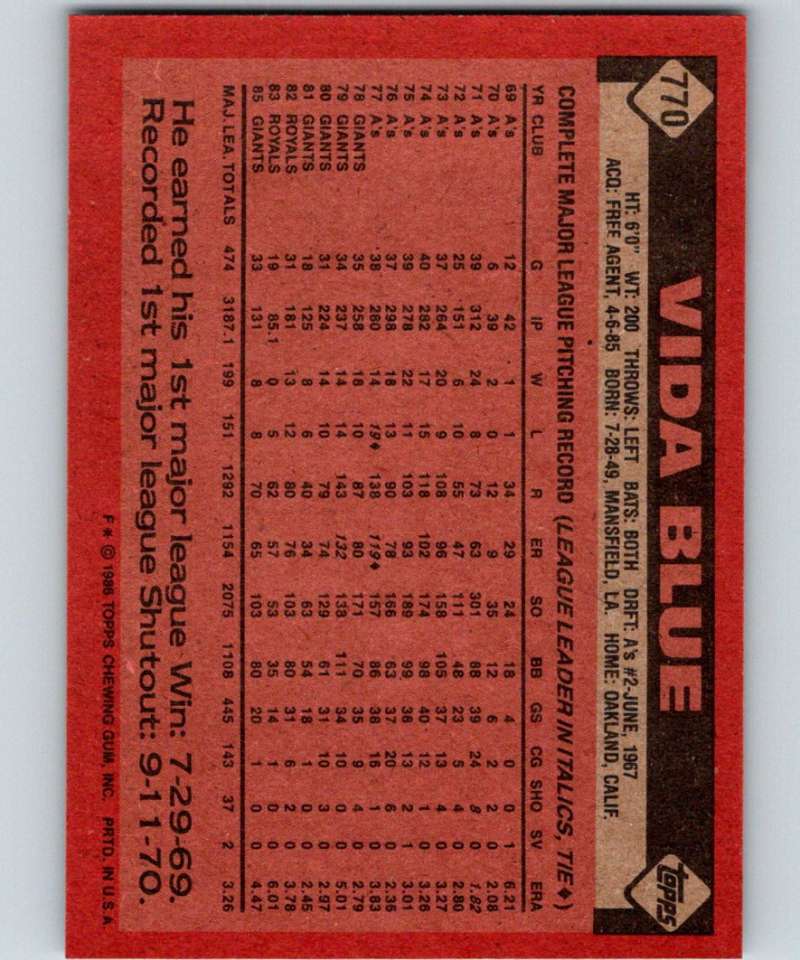 770
VIDA BLUE
TOPPS
HT: 6'0" WT: 200 THROWS: LEFT BATS: BOTH DRFT: A's #2-JUNE, 1967
ACQ: FREE AGENT, 4-6-85 BORN: 7-28-49, MANSFIELD, LA. HOME: OAKLAND, CALIF.
COMPLETE MAJOR LEAGUE PITCHING RECORD (LEAGUE LEADER IN ITALICS, TIE♦)
YR CLUB G IP W L R ER SO BB GS CG SHO SV ERA
69 A's 12 42 1 1 34 29 24 18 4 0 0 1 6.21
70 A's 6 39 2 0 12 9 35 12 6 2 2 0 2.08
71 A's 39 312 24 8 73 63 301 88 39 24 8 0 1.82
72 A's 25 151 6 10 55 47 111 48 23 5 4 0 2.80
73 A's 37 264 20 9 108 96 158 105 37 13 4 0 3.27
74 A's 40 282 17 15 118 102 174 98 40 12 1 0 3.26
75 A's 39 278 22 11 103 93 189 99 38 13 2 1 3.01
76 A's 37 298 18 13 90 78 166 63 37 20 6 0 2.36
77 A's 38 280 14 19♦ 138 119♦ 157 86 38 16 1 0 3.83
78 GIANTS 35 258 18 10 87 80 171 70 35 9 4 0 2.79
79 GIANTS 34 237 14 14 143 132 138 111 34 10 0 0 5.01
80 GIANTS 31 224 14 10 79 74 129 61 31 10 3 0 2.97
81 GIANTS 18 125 8 6 40 34 63 54 18 1 0 0 2.45
82 ROYALS 31 181 13 12 80 76 103 80 31 6 2 0 3.78
83 ROYALS 19 85.1 0 5 62 57 53 35 14 1 0 0 6.01
85 GIANTS 33 131 8 8 70 65 103 80 20 1 0 0 4.47
MAJ. LEA. TOTALS 474 3187.1 199 151 1292 1154 2075 1108 445 143 37 2 3.26
He earned his 1st major league Win: 7-29-69.
Recorded 1st major league Shutout: 9-11-70.
F* © 1986 TOPPS CHEWING GUM, INC. PRTD. IN U.S.A.